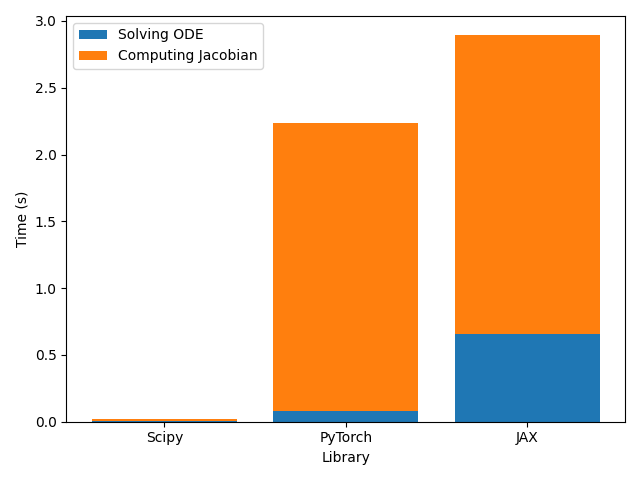 Solving ODE
Computing Jacobian
Time (s)
3.0
2.5
2.0
1.5
1.0
0.5
0.0
Scipy PyTorch JAX
Library